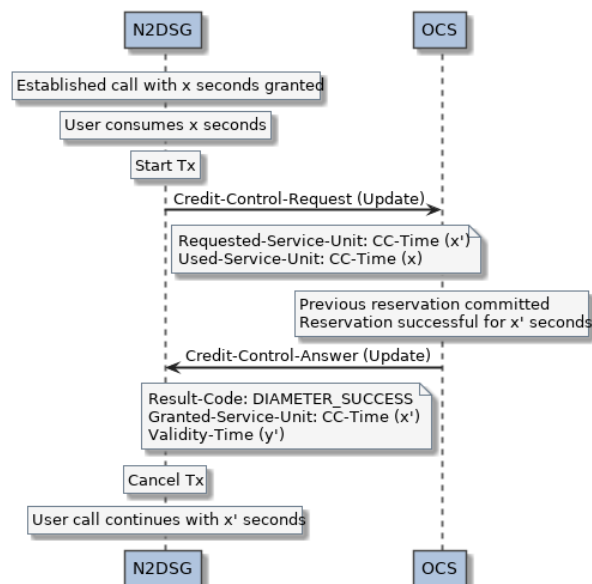 N2DSG
OCS
Established call with x seconds granted
User consumes x seconds
Start Tx
Credit-Control-Request (Update)
Requested-Service-Unit: CC-Time (x')
Used-Service-Unit: CC-Time (x)
Previous reservation committed
Reservation successful for x' seconds
Credit-Control-Answer (Update)
Result-Code: DIAMETER_SUCCESS
Granted-Service-Unit: CC-Time (x')
Validity-Time (y')
Cancel Tx
User call continues with x' seconds
N2DSG
OCS